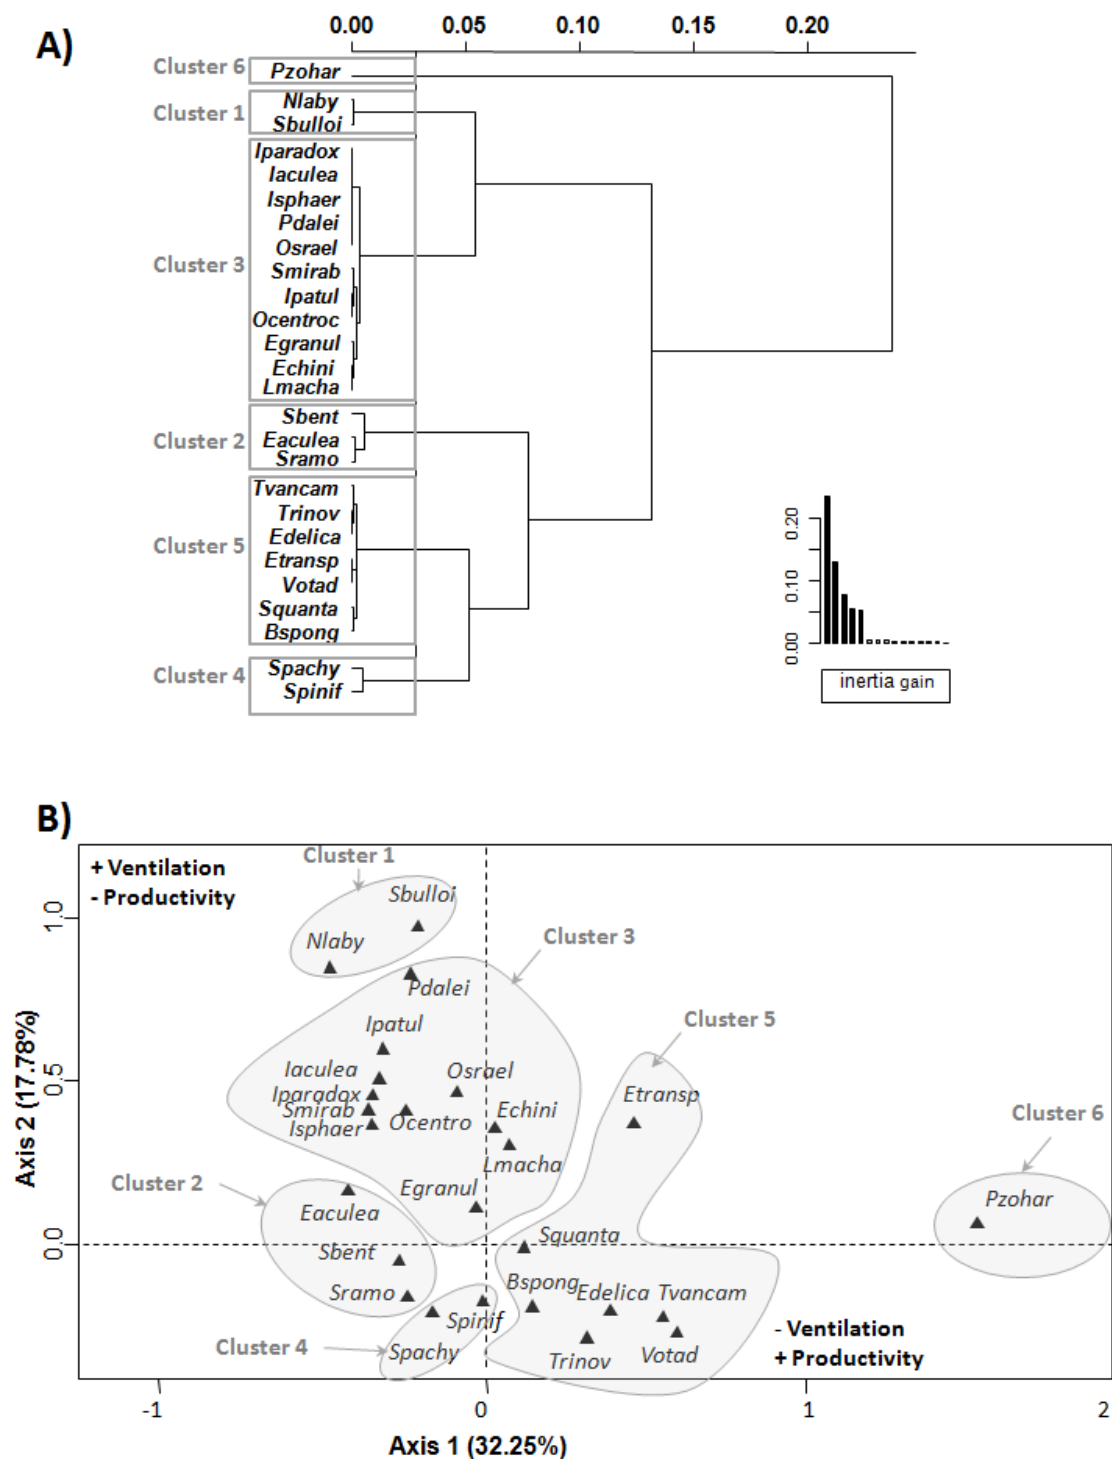 A)
0.00 0.05 0.10 0.15 0.20
Cluster 6
Pzohar
Cluster 1
Nlaby
Sbulloi
Cluster 3
Iparadox
Iaculea
Isphaer
Pdalei
Osrael
Smirab
Ipatul
Ocentroc
Egranul
Echini
Lmacha
Cluster 2
Sbent
Eaculea
Sramo
Cluster 5
Tvancam
Trinov
Edelica
Etransp
Votad
Squanta
Bspong
Cluster 4
Spachy
Spinif
0.20
0.10
0.00
inertia gain
B)
+ Ventilation
- Productivity
Cluster 1
Sbulloi
Nlaby
Cluster 3
Pdalei
Ipatul
Cluster 5
Iaculea
Osrael
Iparadox
Etransp
Smirab
Echini
Cluster 6
Isphaer
Ocentro
Lmacha
Cluster 2
Egranul
Pzohar
Eaculea
Squanta
Sbent
Bspong
Edelica
Tvancam
Sramo
Spinif
Cluster 4
Spachy
Trinov
Votad
- Ventilation
+ Productivity
1.0
0.5
0.0
Axis 2 (17.78%)
-1 0 1 2
Axis 1 (32.25%)